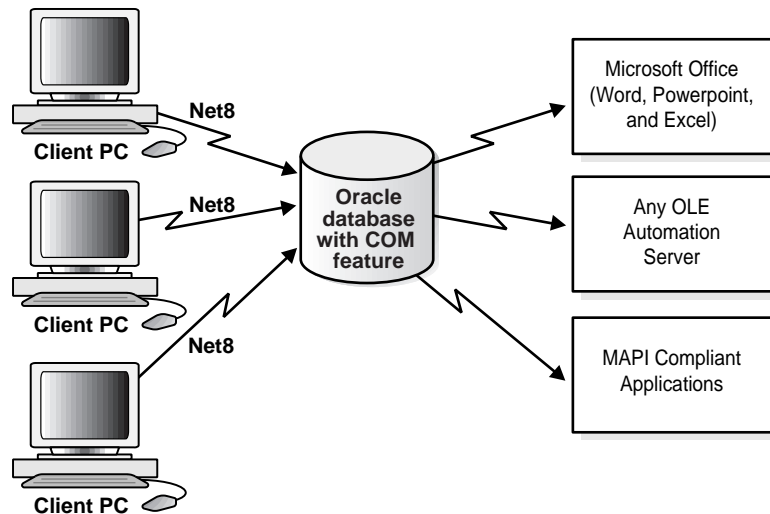 Net8
Client PC
Net8
Client PC
Net8
Client PC
Oracle
database
with COM
feature
Microsoft Office
(Word, Powerpoint,
and Excel)
Any OLE
Automation
Server
MAPI Compliant
Applications